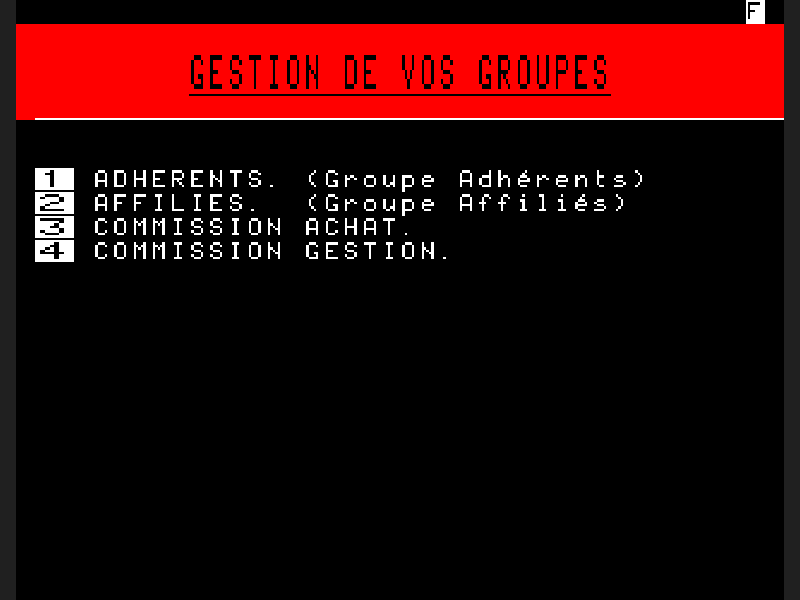 F
GESTION DE VOS GROUPES
1 ADHERENTS. (Groupe Adhérents)
2 AFFILIES. (Groupe Affiliés)
3 COMMISSION ACHAT.
4 COMMISSION GESTION.